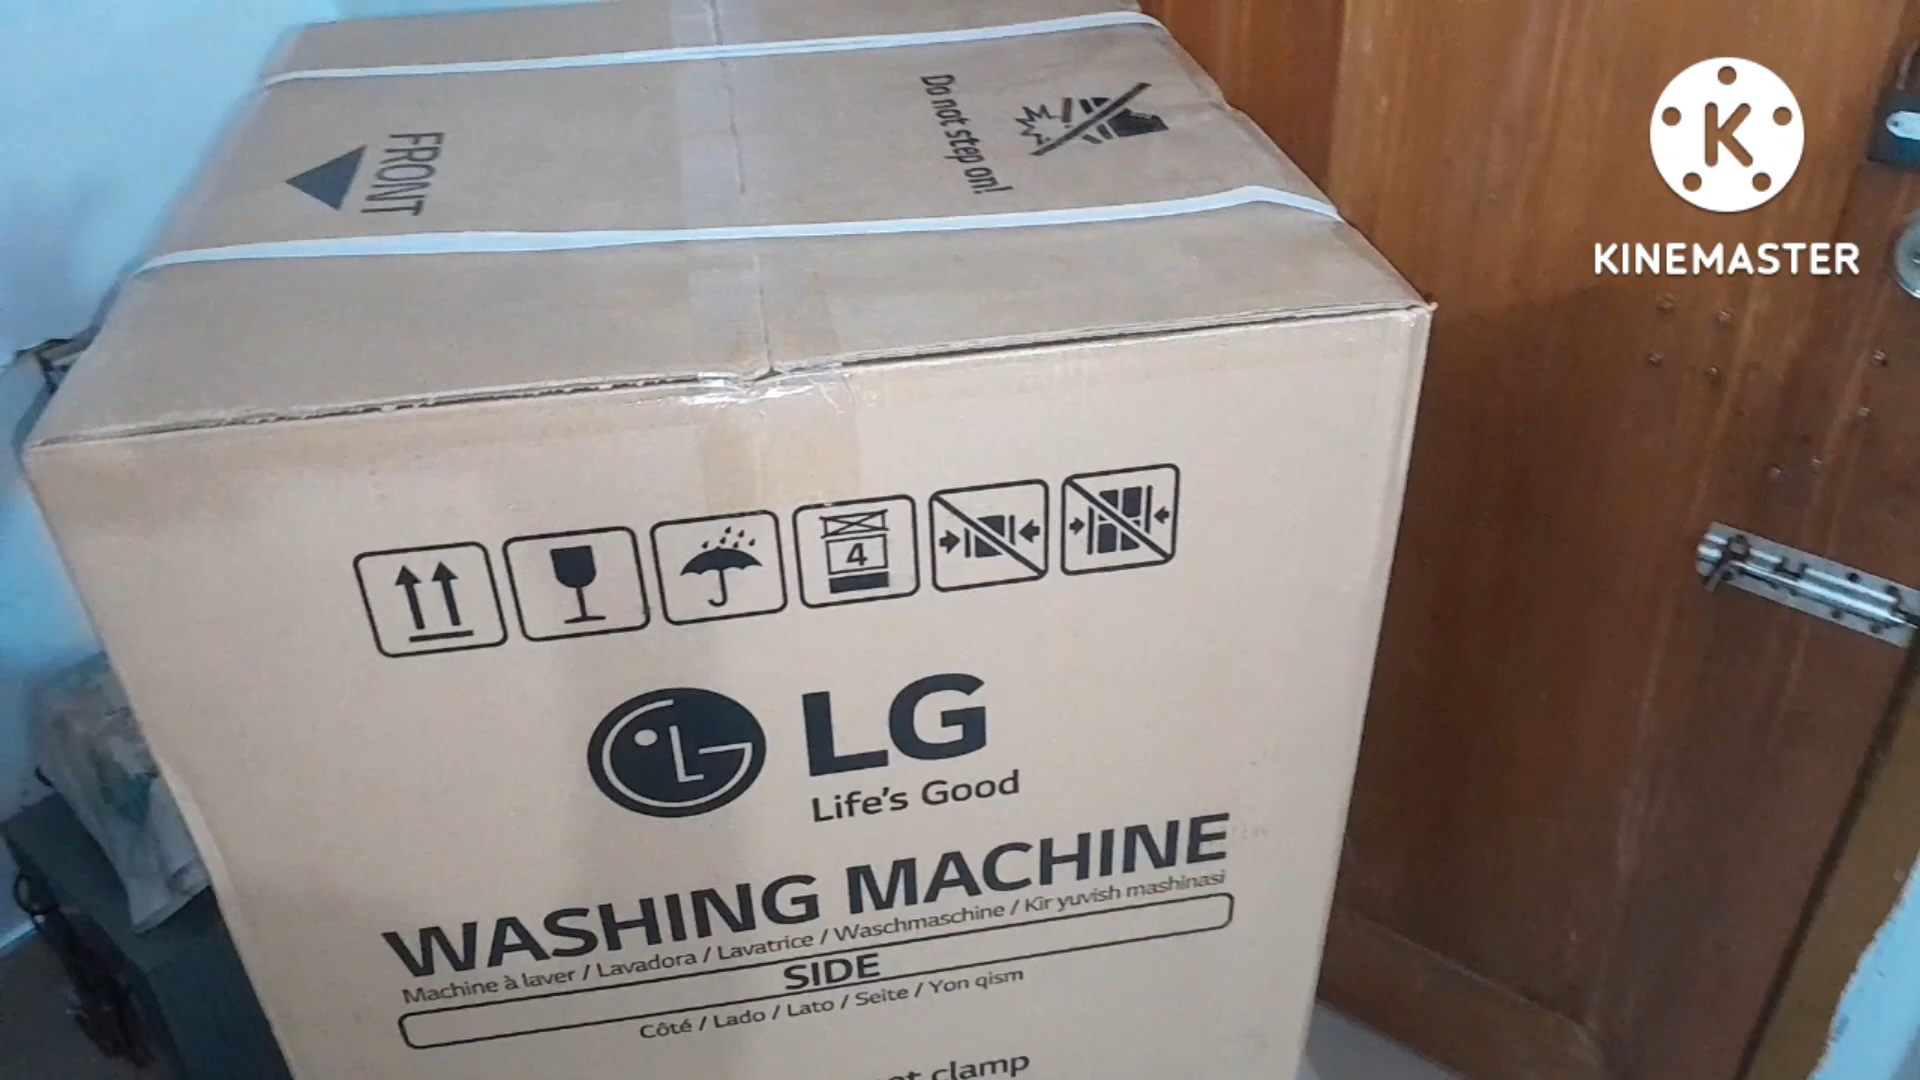 FRONT
Do not step on!
K
KINEMASTER
4
LG
Life's Good
WASHING MACHINE
Machine à laver / Lavadora / Lavatrice / Waschmaschine / Kir yuvish mashinasi
SIDE
Côté / Lado / Lato / Seite / Yon qism
clamp